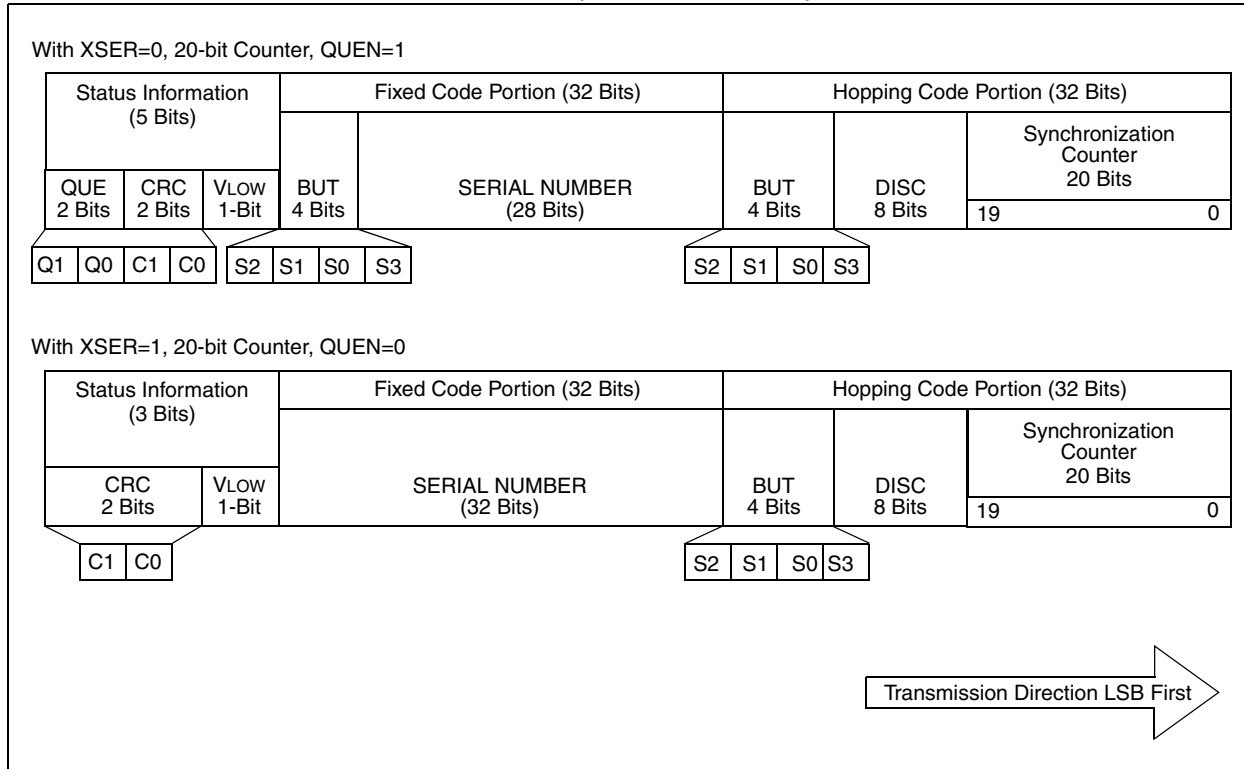 With XSER=0, 20-bit Counter, QUEN=1
Status Information
(5 Bits)
Fixed Code Portion (32 Bits)
Hopping Code Portion (32 Bits)
QUE
2 Bits
CRC
2 Bits
VLOW
1-Bit
BUT
4 Bits
SERIAL NUMBER
(28 Bits)
BUT
4 Bits
DISC
8 Bits
Synchronization
Counter
20 Bits
19 0
Q1 Q0 C1 C0
S2 S1 S0 S3
S2 S1 S0 S3
With XSER=1, 20-bit Counter, QUEN=0
Status Information
(3 Bits)
Fixed Code Portion (32 Bits)
Hopping Code Portion (32 Bits)
CRC
2 Bits
VLOW
1-Bit
SERIAL NUMBER
(32 Bits)
BUT
4 Bits
DISC
8 Bits
Synchronization
Counter
20 Bits
19 0
C1 C0
S2 S1 S0 S3
Transmission Direction LSB First